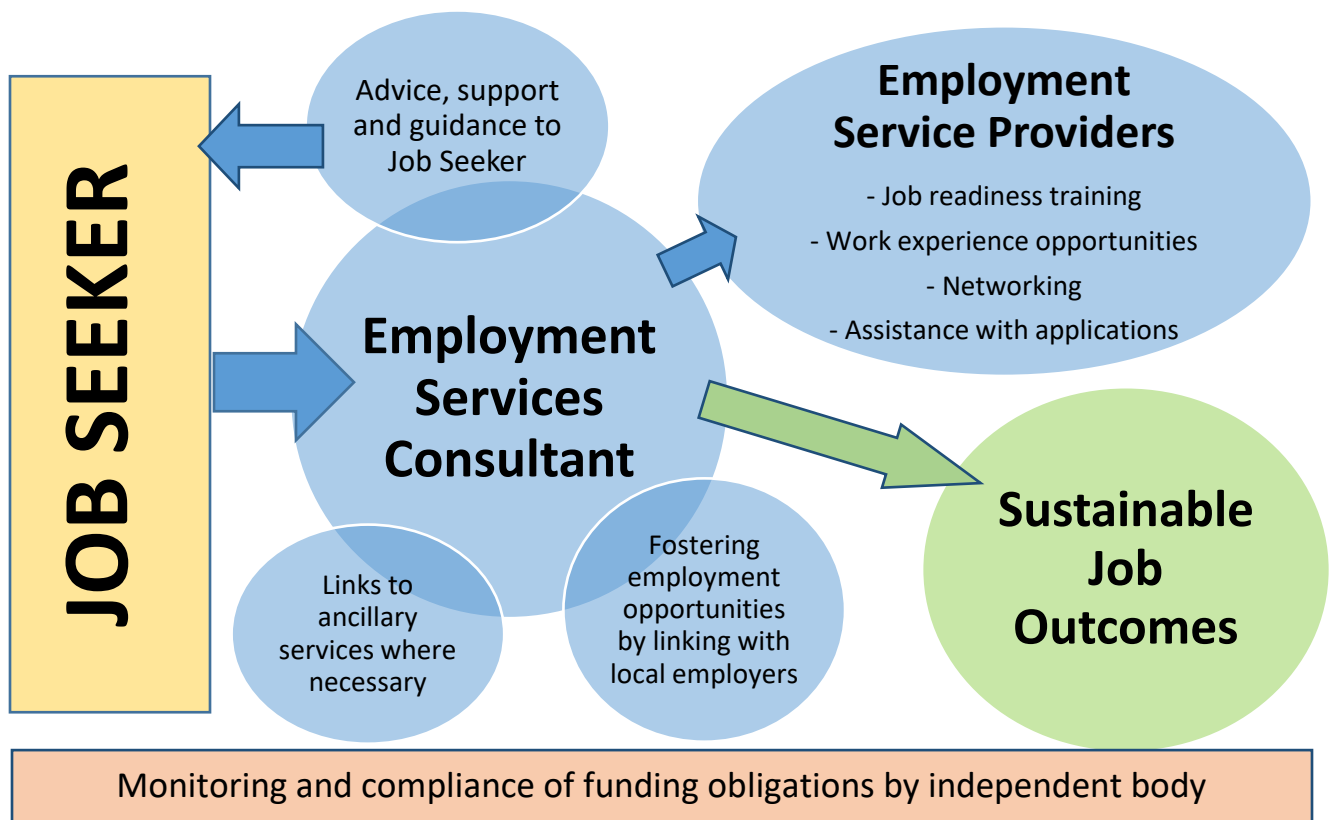 JOB SEEKER
Advice, support
and guidance to
Job Seeker
Employment
Services
Consultant
Links to
ancillary
services where
necessary
Fostering
employment
opportunities
by linking with
local employers
Employment
Service Providers
- Job readiness training
- Work experience opportunities
- Networking
- Assistance with applications
Sustainable
Job
Outcomes
Monitoring and compliance of funding obligations by independent body